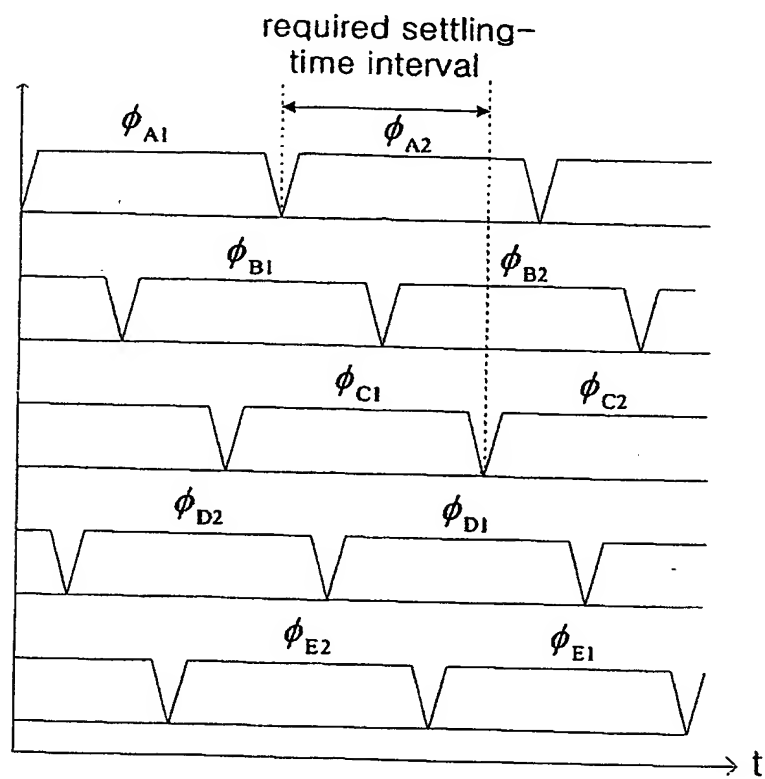 required settling–
time interval
ϕA1
ϕA2
ϕB1
ϕB2
ϕC1
ϕC2
ϕD2
ϕD1
ϕE2
ϕE1
t